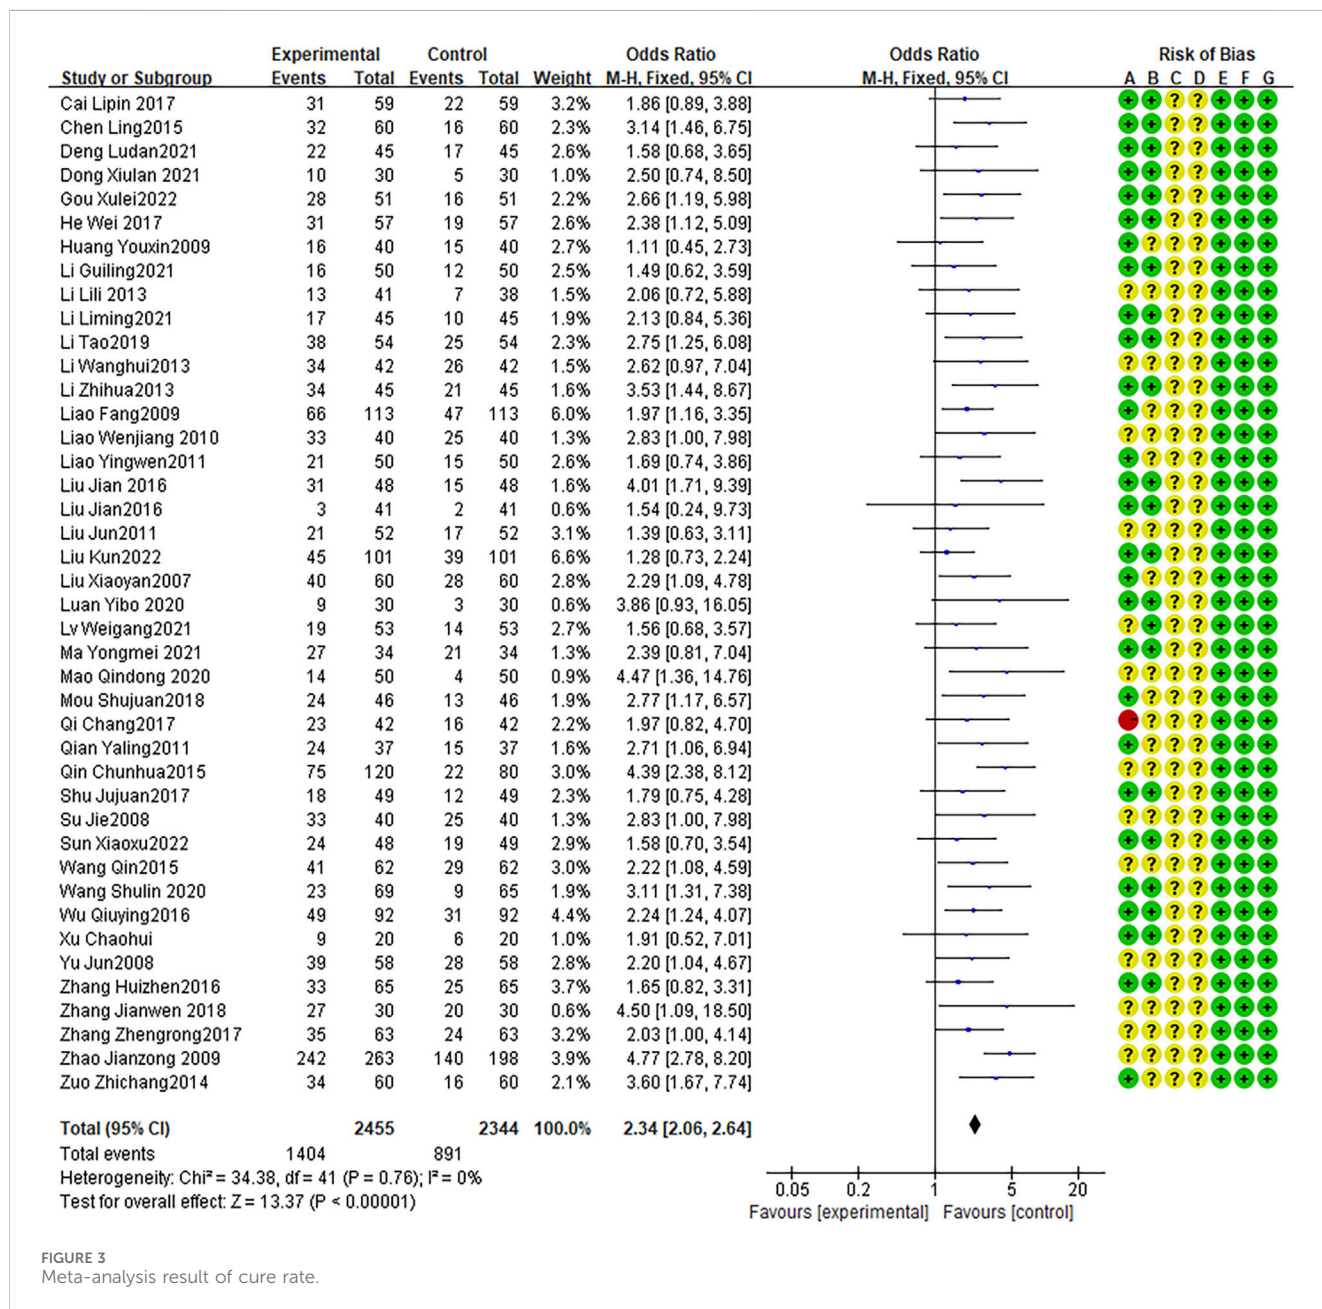 Experimental Control Odds Ratio Odds Ratio Risk of Bias
Study or Subgroup Events Total Events Total Weight M-H, Fixed, 95% CI M-H, Fixed, 95% CI A B C D E F G
Cai Lipin 2017 31 59 22 59 3.2% 1.86 [0.89, 3.88] + + ? ? + + +
Chen Ling2015 32 60 16 60 2.3% 3.14 [1.46, 6.75] + + ? ? + + +
Deng Ludan2021 22 45 17 45 2.6% 1.58 [0.68, 3.65] + + ? ? + + +
Dong Xiulan 2021 10 30 5 30 1.0% 2.50 [0.74, 8.50] + + ? ? + + +
Gou Xulei2022 28 51 16 51 2.2% 2.66 [1.19, 5.98] + + ? ? + + +
He Wei 2017 31 57 19 57 2.6% 2.38 [1.12, 5.09] + + ? ? + + +
Huang Youxin2009 16 40 15 40 2.7% 1.11 [0.45, 2.73] + ? ? ? + + +
Li Guiling2021 16 50 12 50 2.5% 1.49 [0.62, 3.59] + + ? ? + + +
Li Lili 2013 13 41 7 38 1.5% 2.06 [0.72, 5.88] ? ? ? ? + + +
Li Liming2021 17 45 10 45 1.9% 2.13 [0.84, 5.36] + + ? ? + + +
Li Tao2019 38 54 25 54 2.3% 2.75 [1.25, 6.08] + + ? ? + + +
Li Wanghui2013 34 42 26 42 1.5% 2.62 [0.97, 7.04] ? ? ? ? + + +
Li Zhihua2013 34 45 21 45 1.6% 3.53 [1.44, 8.67] + + ? ? + + +
Liao Fang2009 66 113 47 113 6.0% 1.97 [1.16, 3.35] + ? ? ? + + +
Liao Wenjiang 2010 33 40 25 40 1.3% 2.83 [1.00, 7.98] ? ? ? ? + + +
Liao Yingwen2011 21 50 15 50 2.6% 1.69 [0.74, 3.86] + ? ? ? + + +
Liu Jian 2016 31 48 15 48 1.6% 4.01 [1.71, 9.39] + + ? ? + + +
Liu Jian2016 3 41 2 41 0.6% 1.54 [0.24, 9.73] + + ? ? + + +
Liu Jun2011 21 52 17 52 3.1% 1.39 [0.63, 3.11] ? ? ? ? + + +
Liu Kun2022 45 101 39 101 6.6% 1.28 [0.73, 2.24] + + ? ? + + +
Liu Xiaoyan2007 40 60 28 60 2.8% 2.29 [1.09, 4.78] + ? ? ? + + +
Luan Yibo 2020 9 30 3 30 0.6% 3.86 [0.93, 16.05] + + ? ? + + +
Lv Weigang2021 19 53 14 53 2.7% 1.56 [0.68, 3.57] ? + ? ? + + +
Ma Yongmei 2021 27 34 21 34 1.3% 2.39 [0.81, 7.04] + + ? ? + + +
Mao Qindong 2020 14 50 4 50 0.9% 4.47 [1.36, 14.76] ? ? ? ? + + +
Mou Shujuan2018 24 46 13 46 1.9% 2.77 [1.17, 6.57] + ? ? ? + + +
Qi Chang2017 23 42 16 42 2.2% 1.97 [0.82, 4.70] - ? ? ? + + +
Qian Yaling2011 24 37 15 37 1.6% 2.71 [1.06, 6.94] + ? ? ? + + +
Qin Chunhua2015 75 120 22 80 3.0% 4.39 [2.38, 8.12] ? ? ? ? + + +
Shu Jujuan2017 18 49 12 49 2.3% 1.79 [0.75, 4.28] + + ? ? + + +
Su Jie2008 33 40 25 40 1.3% 2.83 [1.00, 7.98] ? ? ? ? + + +
Sun Xiaoxu2022 24 48 19 49 2.9% 1.58 [0.70, 3.54] + + ? ? + + +
Wang Qin2015 41 62 29 62 3.0% 2.22 [1.08, 4.59] ? ? ? ? + + +
Wang Shulin 2020 23 69 9 65 1.9% 3.11 [1.31, 7.38] + + ? ? + + +
Wu Qiuying2016 49 92 31 92 4.4% 2.24 [1.24, 4.07] + + ? ? + + +
Xu Chaohui 9 20 6 20 1.0% 1.91 [0.52, 7.01] + + ? ? + + +
Yu Jun2008 39 58 28 58 2.8% 2.20 [1.04, 4.67] ? ? ? ? + + +
Zhang Huizhen2016 33 65 25 65 3.7% 1.65 [0.82, 3.31] + + ? ? + + +
Zhang Jianwen 2018 27 30 20 30 0.6% 4.50 [1.09, 18.50] ? ? ? ? + + +
Zhang Zhengrong2017 35 63 24 63 3.2% 2.03 [1.00, 4.14] ? ? ? ? + + +
Zhao Jianzong 2009 242 263 140 198 3.9% 4.77 [2.78, 8.20] ? ? ? ? + + +
Zuo Zhichang2014 34 60 16 60 2.1% 3.60 [1.67, 7.74] + ? ? ? + + +
Total (95% CI) 2455 2344 100.0% 2.34 [2.06, 2.64]
Total events 1404 891
Heterogeneity: Chi² = 34.38, df = 41 (P = 0.76); I² = 0%
Test for overall effect: Z = 13.37 (P < 0.00001)
0.05 0.2 1 5 20
Favours [experimental] Favours [control]
FIGURE 3
Meta-analysis result of cure rate.